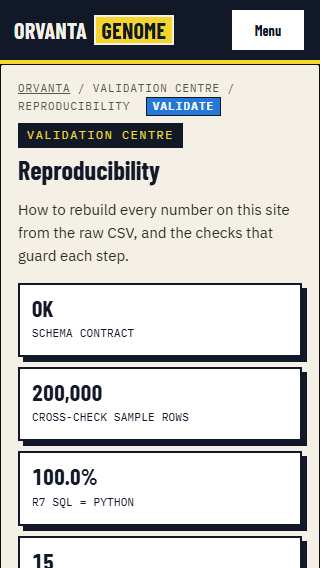 ORVANTA GENOME
Menu
ORVANTA / VALIDATION CENTRE /
REPRODUCIBILITY VALIDATE
VALIDATION CENTRE
Reproducibility
How to rebuild every number on this site
from the raw CSV, and the checks that
guard each step.
OK
SCHEMA CONTRACT
200,000
CROSS-CHECK SAMPLE ROWS
100.0%
R7 SQL = PYTHON
15